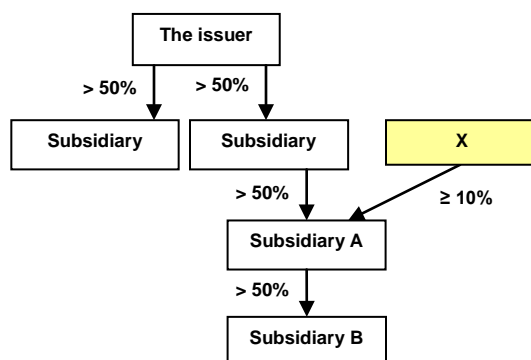 The issuer
> 50%
> 50%
Subsidiary
Subsidiary
X
> 50%
≥ 10%
Subsidiary A
> 50%
Subsidiary B